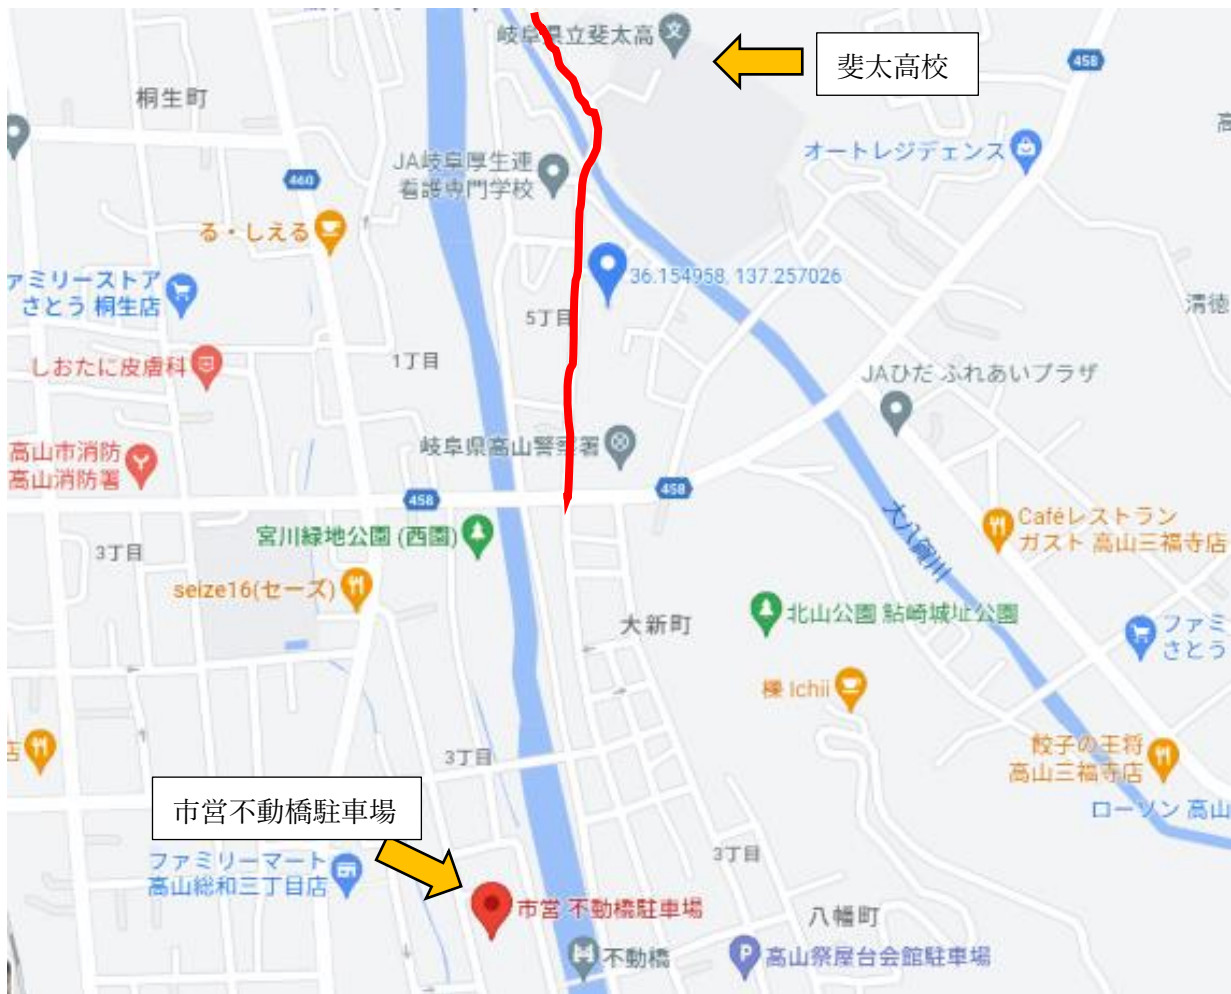 岐阜県立斐太高
斐太高校
458
桐生町
高
オートレジデンス
JA岐阜厚生連
看護専門学校
460
る・しえる
36.154958, 137.257026
ァミリーストア
さとう 桐生店
清徳
5丁目
1丁目
しおたに皮膚科
JAひだ ふれあいプラザ
岐阜県高山警察署
高山市消防
高山消防署
458
458
大八賀川
Caféレストラン
ガスト 高山三福寺店
宮川緑地公園 (西園)
3丁目
seize16(セーズ)
大新町
北山公園 鮎崎城址公園
ファミ
さとう
櫟 Ichii
店
3丁目
餃子の王将
高山三福寺店
市営不動橋駐車場
ローソン 高山
ファミリーマート
高山総和三丁目店
3丁目
市営 不動橋駐車場
八幡町
不動橋
高山祭屋台会館駐車場